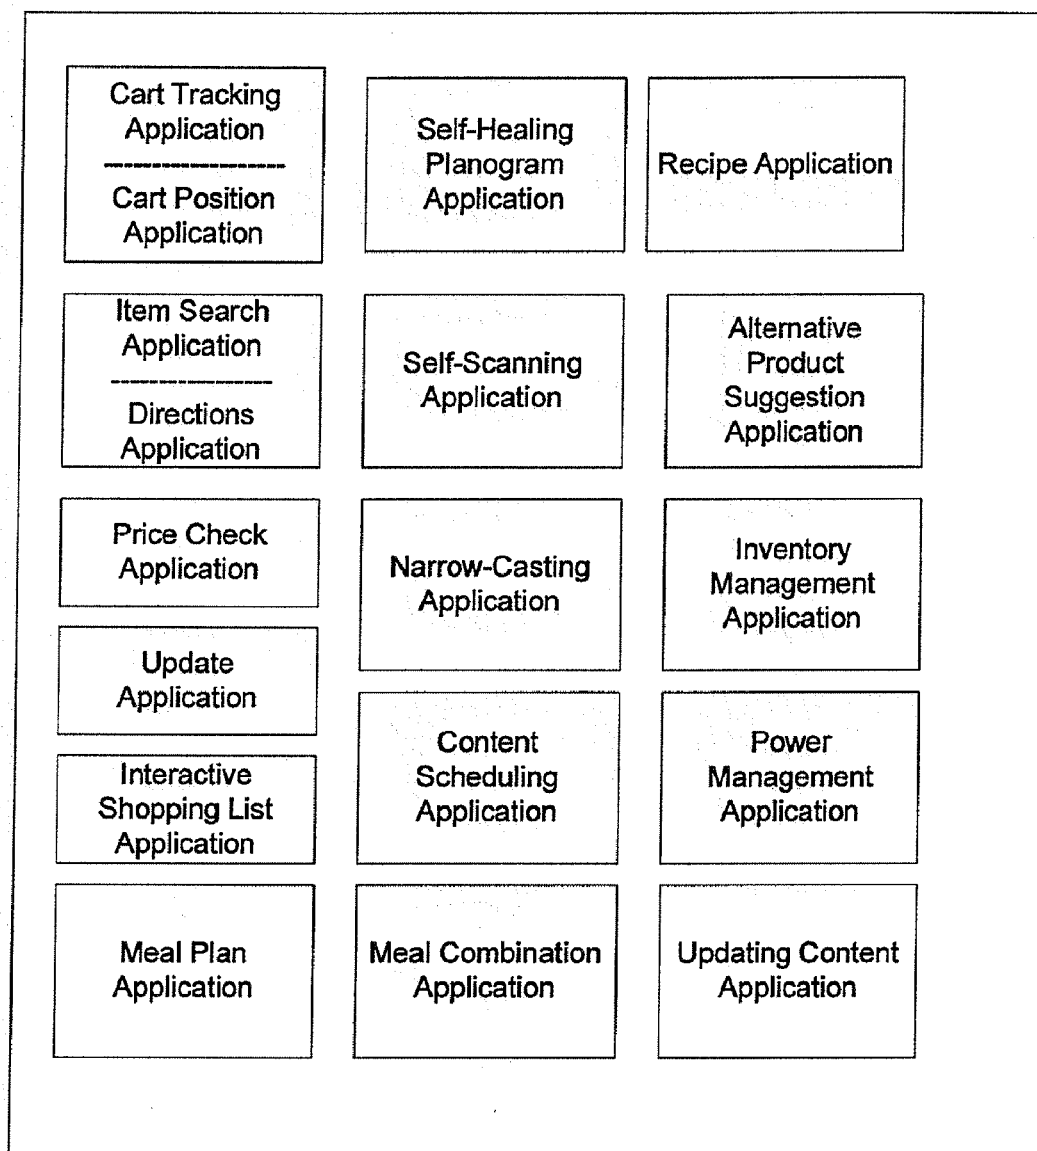 Cart Tracking
Application
Cart Position
Application
Self-Healing
Planogram
Application
Recipe Application
Item Search
Application
Directions
Application
Self-Scanning
Application
Alternative
Product
Suggestion
Application
Price Check
Application
Narrow-Casting
Application
Inventory
Management
Application
Update
Application
Interactive
Shopping List
Application
Content
Scheduling
Application
Power
Management
Application
Meal Plan
Application
Meal Combination
Application
Updating Content
Application